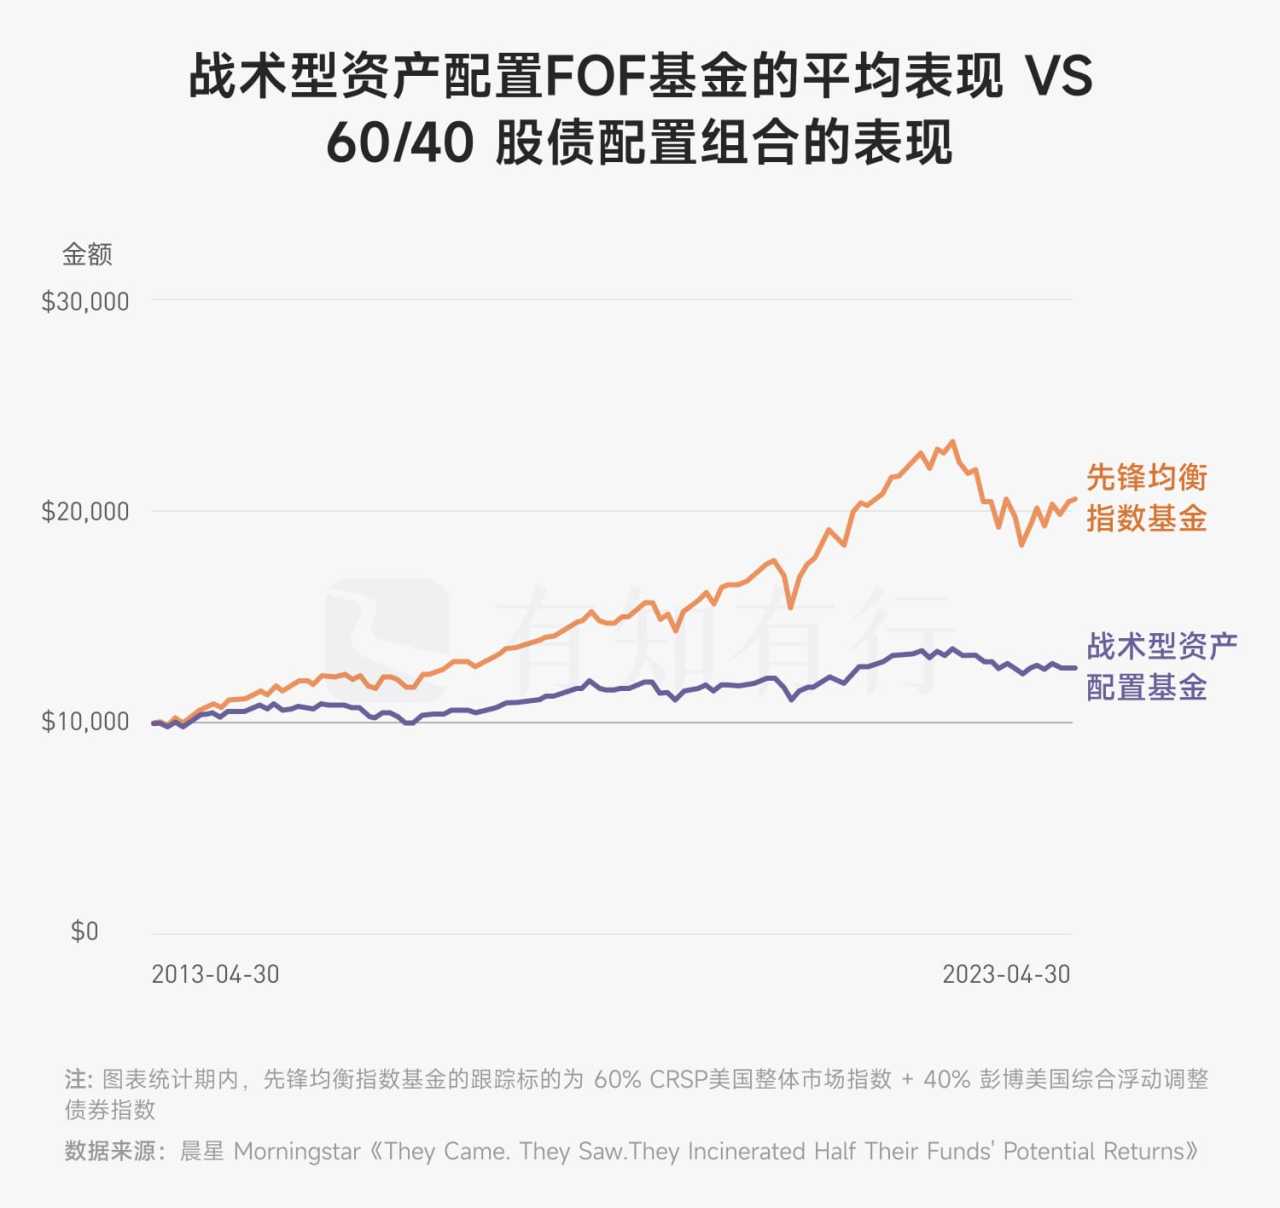 战术型资产配置FOF基金的平均表现 VS
60/40 股债配置组合的表现
金额
$30,000
$20,000
$10,000
$0
先锋均衡
指数基金
战术型资产
配置基金
有知有行
2013-04-30
2023-04-30
注: 图表统计期内，先锋均衡指数基金的跟踪标的为 60% CRSP美国整体市场指数 + 40% 彭博美国综合浮动调整
债券指数
数据来源：晨星 Morningstar《They Came. They Saw.They Incinerated Half Their Funds' Potential Returns》